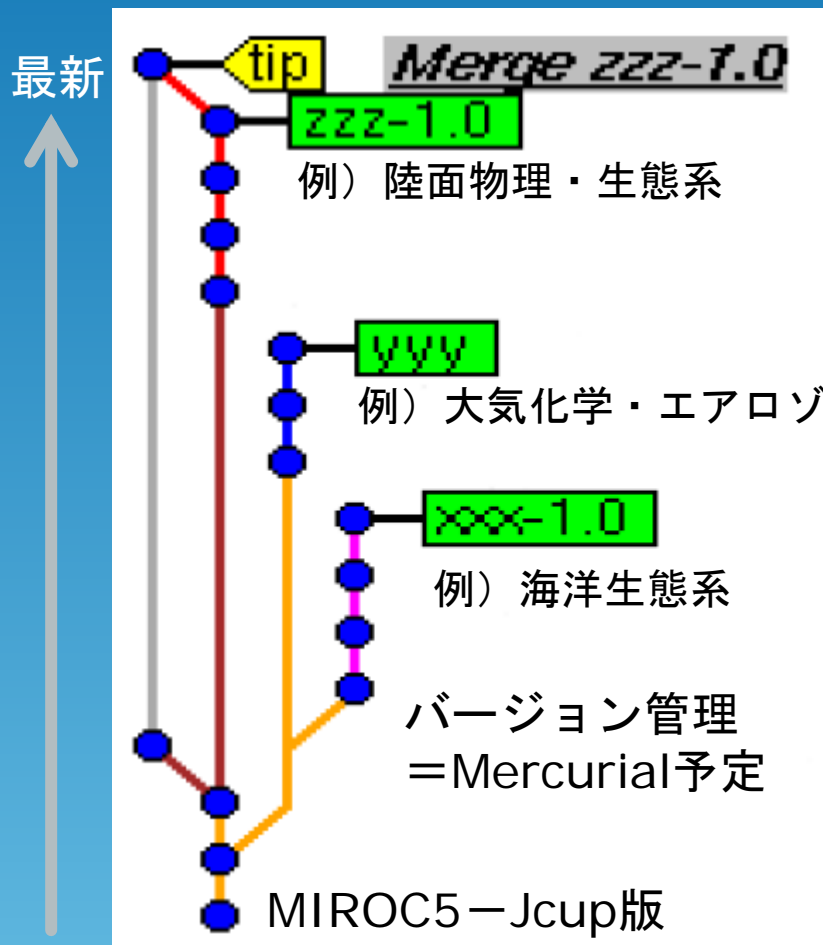 最新
tip
Merge zzz-1.0
zzz-1.0
例）陸面物理・生態系
yyy
例）大気化学・エアロゾ
xxx-1.0
例）海洋生態系
バージョン管理
＝Mercurial予定
MIROC5－Jcup版